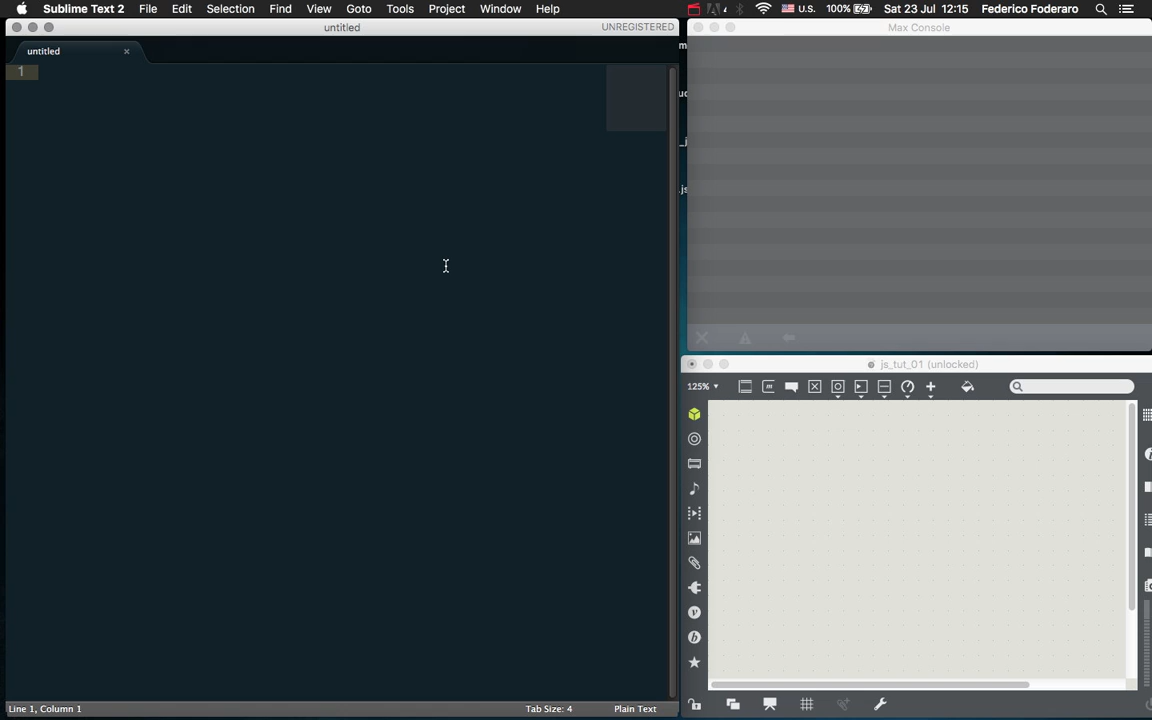 Sublime Text 2 File Edit Selection Find View Goto Tools Project Window Help
U.S. 100% Sat 23 Jul 12:15 Federico Foderaro
untitled UNREGISTERED
untitled
1
Line 1, Column 1 Tab Size: 4 Plain Text
Max Console
js_tut_01 (unlocked)
125%